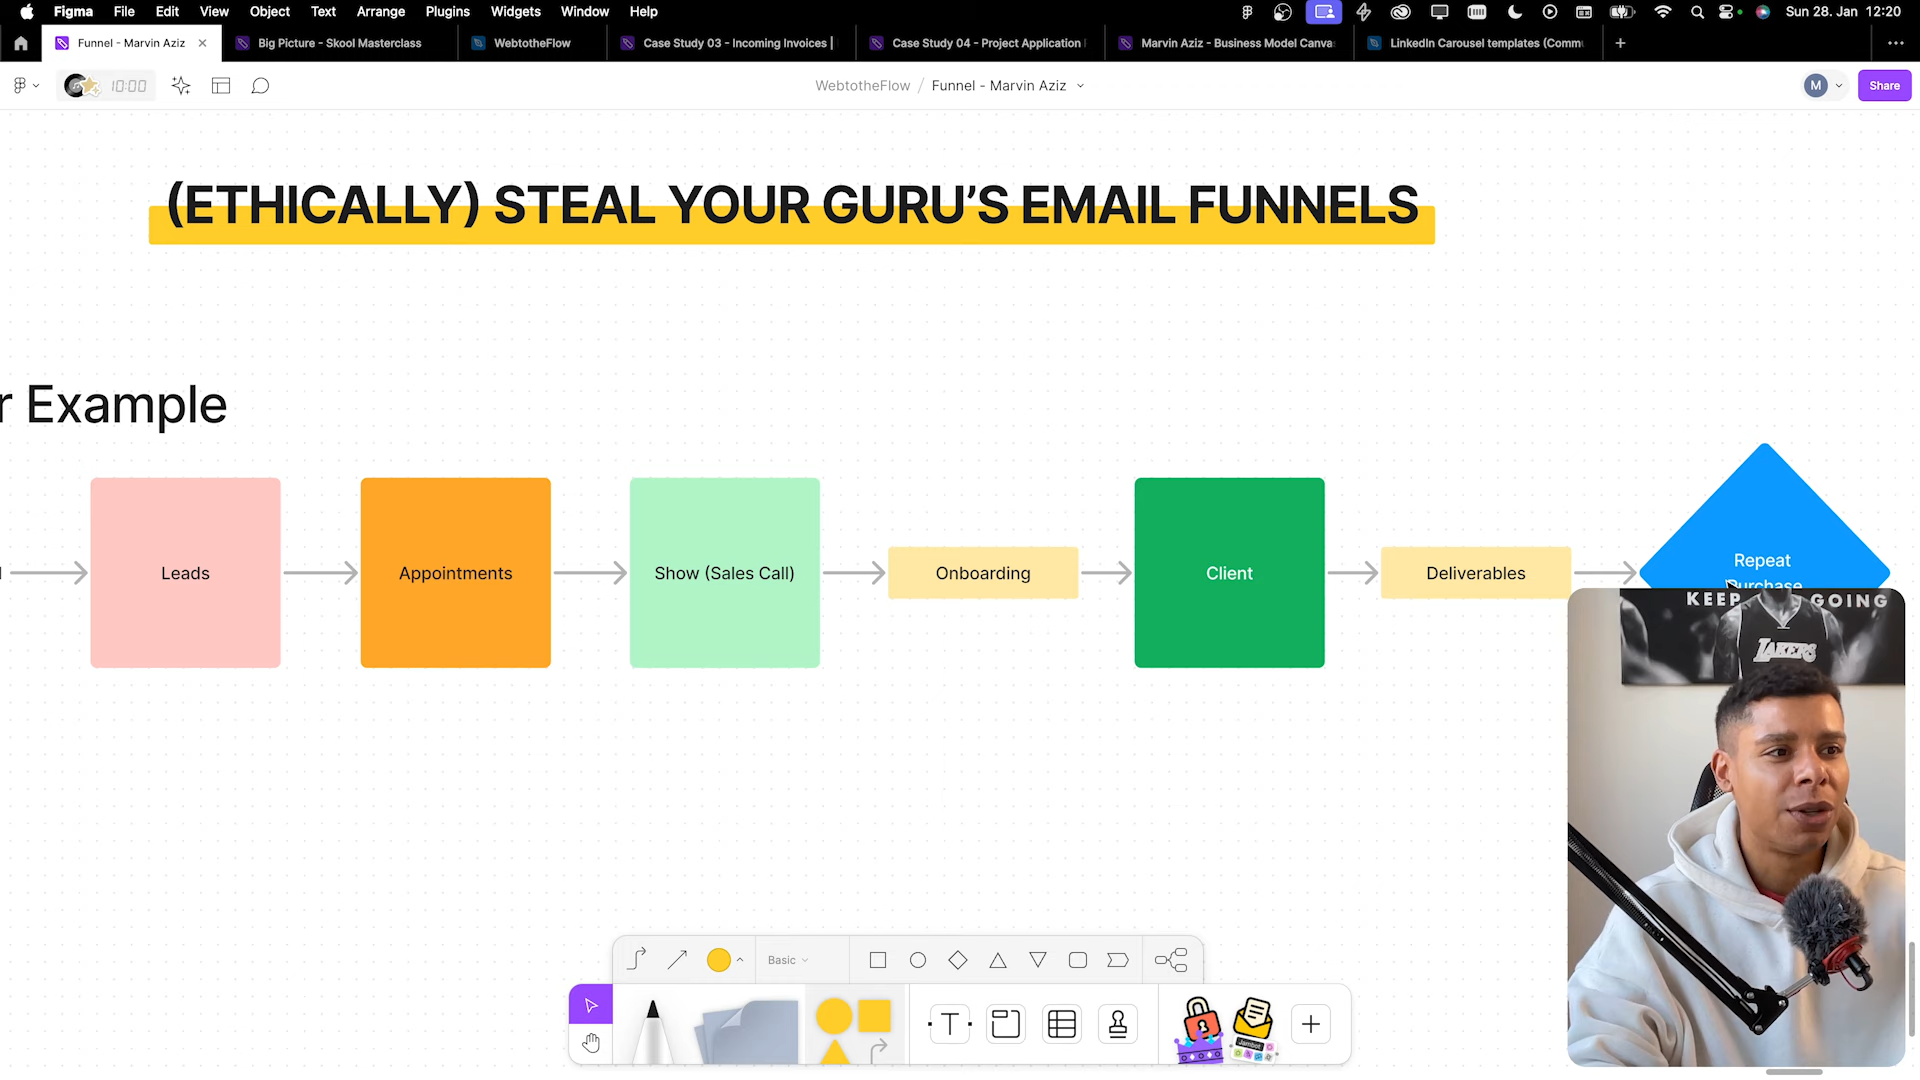 Figma File Edit View Object Text Arrange Plugins Widgets Window Help Sun 28. Jan 12:20
Funnel - Marvin Aziz Big Picture - Skool Masterclass WebtotheFlow Case Study 03 - Incoming Invoices | Case Study 04 - Project Application Marvin Aziz - Business Model Canva LinkedIn Carousel templates (Comm
10:00 WebtotheFlow / Funnel - Marvin Aziz M Share
(ETHICALLY) STEAL YOUR GURU'S EMAIL FUNNELS
r Example
Leads
Appointments
Show (Sales Call)
Onboarding
Client
Deliverables
Repeat
Purchase
KEEP GOING
LAKERS
Basic
T
Jambot